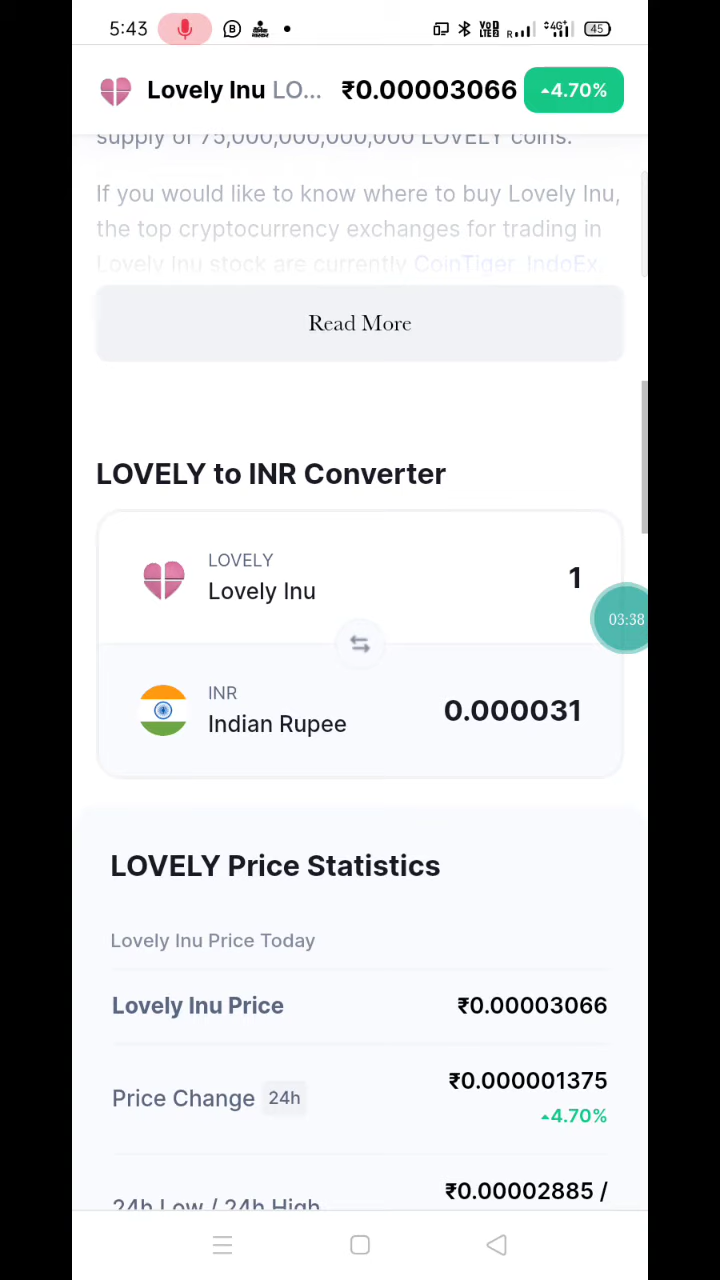 5:43
45
Lovely Inu LO... ₹0.00003066 4.70%
supply of 75,000,000,000,000 LOVELY coins.
If you would like to know where to buy Lovely Inu,
the top cryptocurrency exchanges for trading in
Lovely Inu stock are currently CoinTiger, IndoEx,
Read More
LOVELY to INR Converter
LOVELY
Lovely Inu
1
03:38
INR
Indian Rupee
0.000031
LOVELY Price Statistics
Lovely Inu Price Today
Lovely Inu Price ₹0.00003066
Price Change 24h ₹0.000001375
4.70%
24h Low / 24h High ₹0.00002885 /